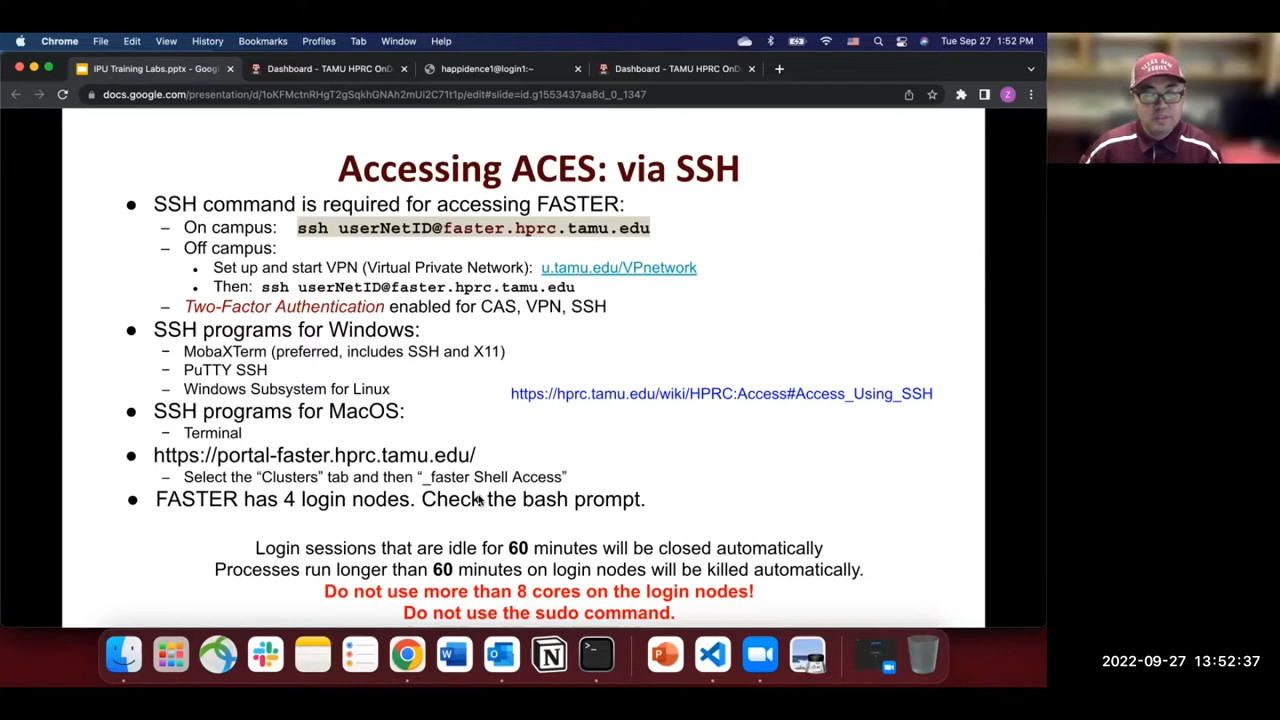 Chrome File Edit View History Bookmarks Profiles Tab Window Help Tue Sep 27 1:52 PM
IPU Training Labs.pptx - Goog Dashboard - TAMU HPRC OnD happidence1@login1:~ Dashboard - TAMU HPRC OnD
docs.google.com/presentation/d/1oKFMctnRHgT2gSqkhGNAh2mUi2C71t1p/edit#slide=id.g1553437aa8d_0_1347
Accessing ACES: via SSH
● SSH command is required for accessing FASTER:
– On campus: ssh userNetID@faster.hprc.tamu.edu
– Off campus:
• Set up and start VPN (Virtual Private Network): u.tamu.edu/VPnetwork
• Then: ssh userNetID@faster.hprc.tamu.edu
– Two-Factor Authentication enabled for CAS, VPN, SSH
● SSH programs for Windows:
– MobaXTerm (preferred, includes SSH and X11)
– PuTTY SSH
– Windows Subsystem for Linux
https://hprc.tamu.edu/wiki/HPRC:Access#Access_Using_SSH
● SSH programs for MacOS:
– Terminal
● https://portal-faster.hprc.tamu.edu/
– Select the “Clusters” tab and then “_faster Shell Access”
● FASTER has 4 login nodes. Check the bash prompt.
Login sessions that are idle for 60 minutes will be closed automatically
Processes run longer than 60 minutes on login nodes will be killed automatically.
Do not use more than 8 cores on the login nodes!
Do not use the sudo command.
2022-09-27 13:52:37